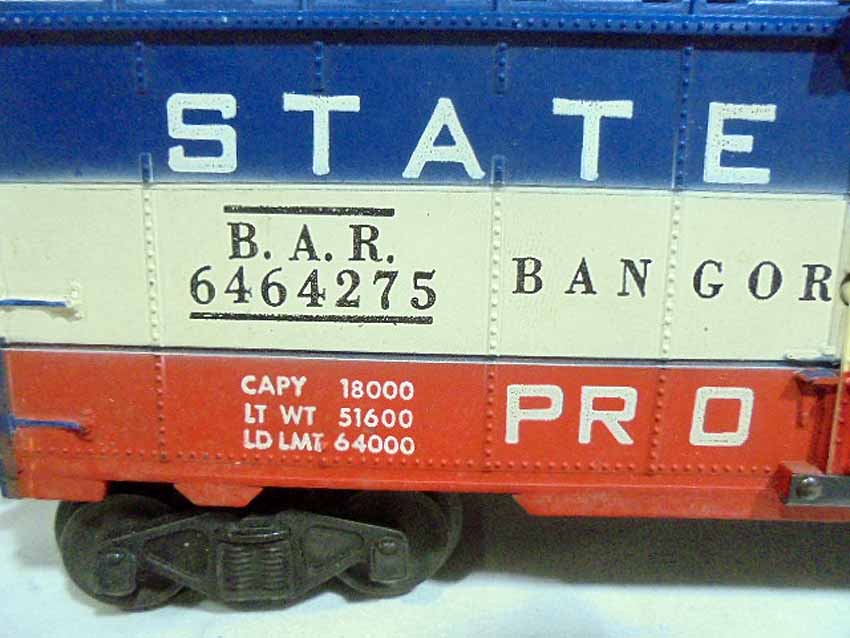 STATE
B.A.R.
6464275
BANGOR
CAPY 18000
LT WT 51600
LD LMT 64000
PRO